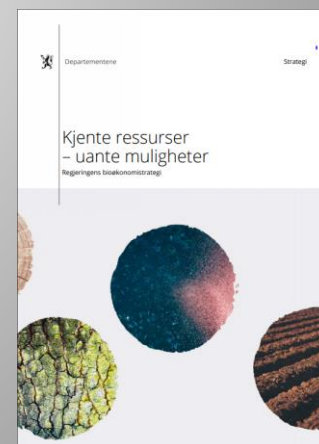 Departementene
Strategi
Kjente ressurser
– uante muligheter
Regjeringens bioøkonomistrategi